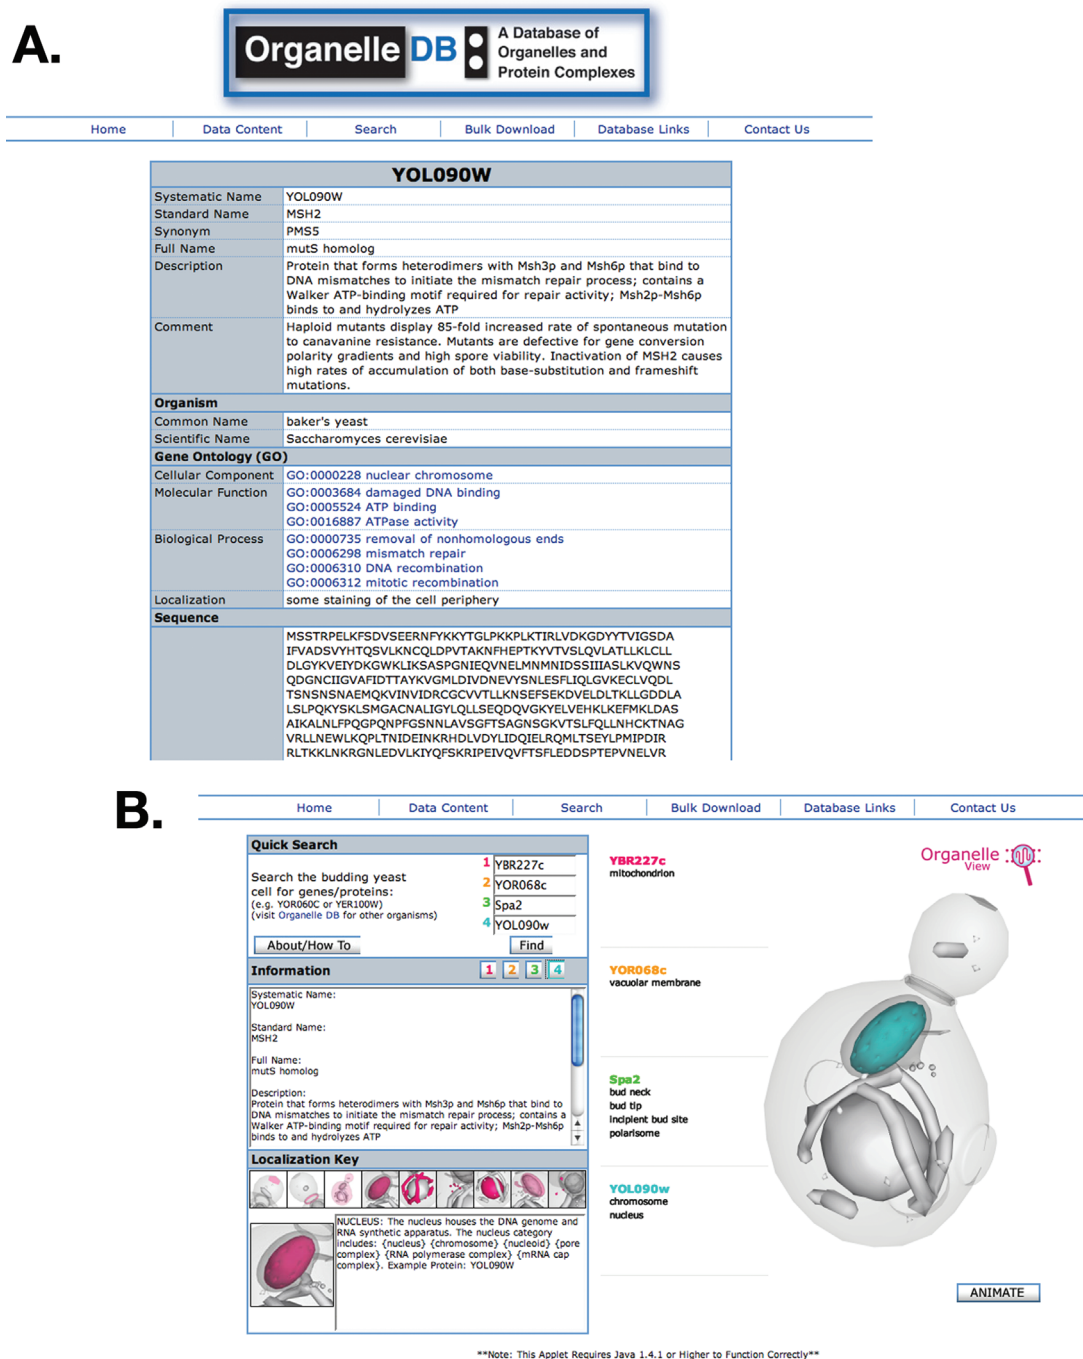 A.
Organelle DB
A Database of
Organelles and
Protein Complexes
Home Data Content Search Bulk Download Database Links Contact Us
YOL090W
Systematic Name YOL090W
Standard Name MSH2
Synonym PMS5
Full Name mutS homolog
Description Protein that forms heterodimers with Msh3p and Msh6p that bind to
DNA mismatches to initiate the mismatch repair process; contains a
Walker ATP-binding motif required for repair activity; Msh2p-Msh6p
binds to and hydrolyzes ATP
Comment Haploid mutants display 85-fold increased rate of spontaneous mutation
to canavanine resistance. Mutants are defective for gene conversion
polarity gradients and high spore viability. Inactivation of MSH2 causes
high rates of accumulation of both base-substitution and frameshift
mutations.
Organism
Common Name baker's yeast
Scientific Name Saccharomyces cerevisiae
Gene Ontology (GO)
Cellular Component GO:0000228 nuclear chromosome
Molecular Function GO:0003684 damaged DNA binding
GO:0005524 ATP binding
GO:0016887 ATPase activity
Biological Process GO:0000735 removal of nonhomologous ends
GO:0006298 mismatch repair
GO:0006310 DNA recombination
GO:0006312 mitotic recombination
Localization some staining of the cell periphery
Sequence
MSSTRPELKFSDVSEERNFYKKYTGLPKKPLKTIRLVDKGDYYTVIGSDA
IFVADSVYHTQSVLKNCQLDPVTAKNFHEPTKYVTVSLQVLATLLKLCLL
DLGYKVEIYDKGWKLIKSASPGNIEQVNELMNMNIDSSIIIASLKVQWNS
QDGNCIIGVAFIDTTAYKVGMLDIVDNEVYSNLESFLIQLGVKECLVQDL
TSNSNSNAEMQKVINVIDRCGCVVTLLKNSEFSEKDVELDLTKLLGDDLA
LSLPQKYSKLSMGACNALIGYLQLLSEQDQVGKYELVEHKLKEFMKLDAS
AIKALNLFPQGPQNPFGSNNLAVSGFTSAGNSGKVTSLFQLLNHCKTNAG
VRLLNEWLKQPLTNIDEINKRHDLVDYLIDQIELRQMLTSEYLPMIPDIR
RLTKKLNKRGNLEDVLKIYQFSKRIPEIVQVFTSFLEDDSPTEPVNELVR
B.
Home Data Content Search Bulk Download Database Links Contact Us
Quick Search
Search the budding yeast
cell for genes/proteins:
(e.g. YOR060C or YER100W)
(visit Organelle DB for other organisms)
1 YBR227c
2 YOR068c
3 Spa2
4 YOL090w
About/How To Find
Information 1 2 3 4
Systematic Name:
YOL090W
Standard Name:
MSH2
Full Name:
mutS homolog
Description:
Protein that forms heterodimers with Msh3p and Msh6p that bind to
DNA mismatches to initiate the mismatch repair process; contains a
Walker ATP-binding motif required for repair activity; Msh2p-Msh6p
binds to and hydrolyzes ATP
Localization Key
NUCLEUS: The nucleus houses the DNA genome and
RNA synthetic apparatus. The nucleus category
includes: {nucleus} {chromosome} {nucleoid} {pore
complex} {RNA polymerase complex} {mRNA cap
complex}. Example Protein: YOL090W
YBR227c
mitochondrion
YOR068c
vacuolar membrane
Spa2
bud neck
bud tip
incipient bud site
polarisome
YOL090w
chromosome
nucleus
Organelle
View
ANIMATE
**Note: This Applet Requires Java 1.4.1 or Higher to Function Correctly**